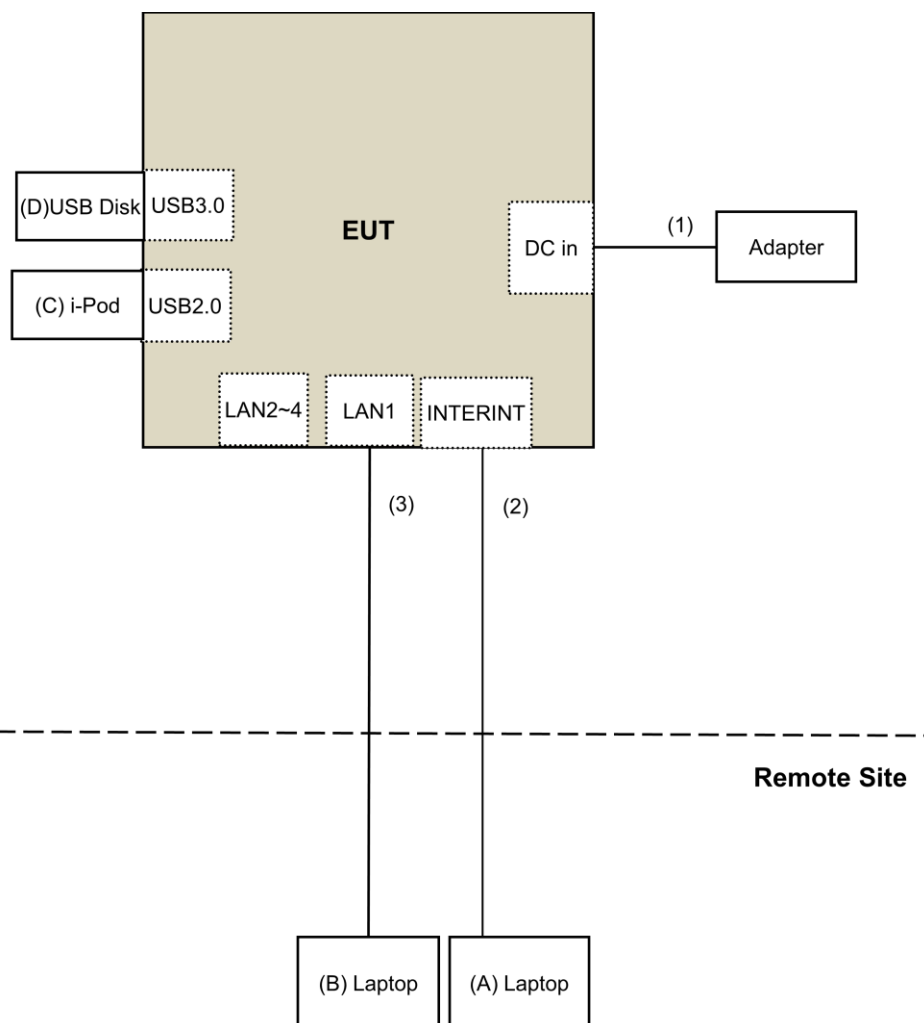 (D)USB Disk
USB3.0
EUT
DC in
(1)
Adapter
(C) i-Pod
USB2.0
LAN2~4
LAN1
INTERINT
(3)
(2)
Remote Site
(B) Laptop
(A) Laptop